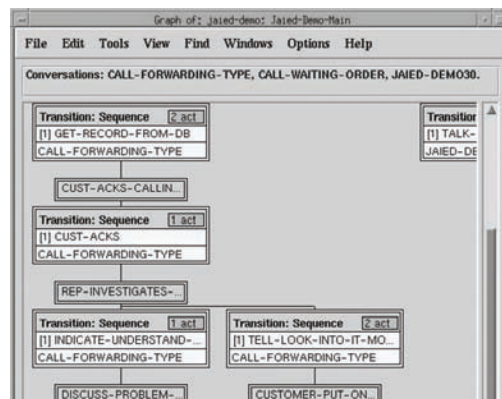 Graph of: jaied-demo: Jaied-Demo-Main
File Edit Tools View Find Windows Options Help
Conversations: CALL-FORWARDING-TYPE, CALL-WAITING-ORDER, JAIED-DEMO30.
Transition: Sequence 2 act
[1] GET-RECORD-FROM-DB
CALL-FORWARDING-TYPE
Transition
[1] TALK-
JAIED-DE
CUST-ACKS-CALLIN...
Transition: Sequence 1 act
[1] CUST-ACKS
CALL-FORWARDING-TYPE
REP-INVESTIGATES-...
Transition: Sequence 1 act
[1] INDICATE-UNDERSTAND-...
CALL-FORWARDING-TYPE
Transition: Sequence 2 act
[1] TELL-LOOK-INTO-IT-MO...
CALL-FORWARDING-TYPE
DISCUSS-PROBLEM-...
CUSTOMER-PUT-ON...